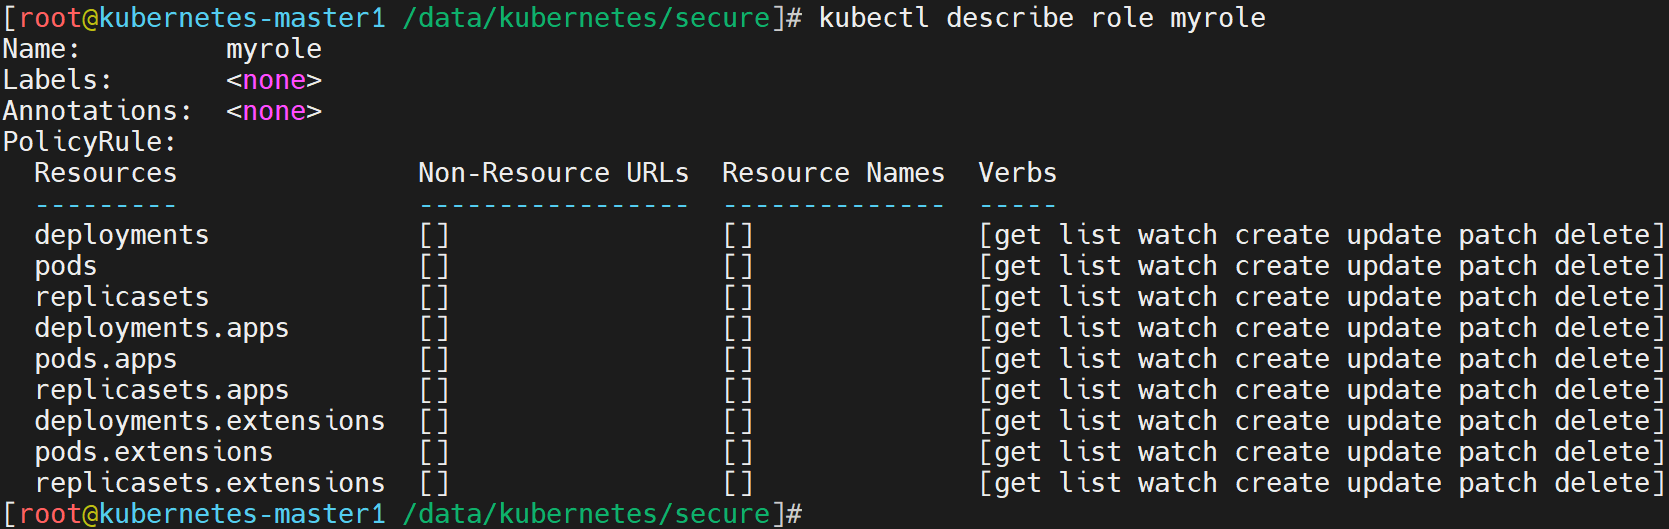 [root@kubernetes-master1 /data/kubernetes/secure]# kubectl describe role myrole
Name:         myrole
Labels:       <none>
Annotations:  <none>
PolicyRule:
  Resources               Non-Resource URLs  Resource Names  Verbs
  ---------               -----------------  --------------  -----
  deployments             []                 []              [get list watch create update patch delete]
  pods                    []                 []              [get list watch create update patch delete]
  replicasets             []                 []              [get list watch create update patch delete]
  deployments.apps        []                 []              [get list watch create update patch delete]
  pods.apps               []                 []              [get list watch create update patch delete]
  replicasets.apps        []                 []              [get list watch create update patch delete]
  deployments.extensions  []                 []              [get list watch create update patch delete]
  pods.extensions         []                 []              [get list watch create update patch delete]
  replicasets.extensions  []                 []              [get list watch create update patch delete]
[root@kubernetes-master1 /data/kubernetes/secure]#